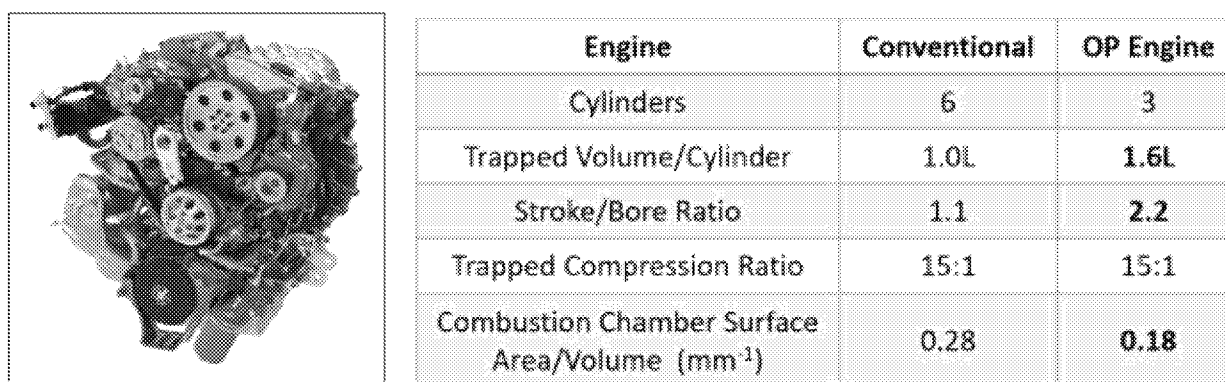 Engine Conventional OP Engine
Cylinders 6 3
Trapped Volume/Cylinder 1.0L 1.6L
Stroke/Bore Ratio 1.1 2.2
Trapped Compression Ratio 15:1 15:1
Combustion Chamber Surface
Area/Volume (mm-1) 0.28 0.18